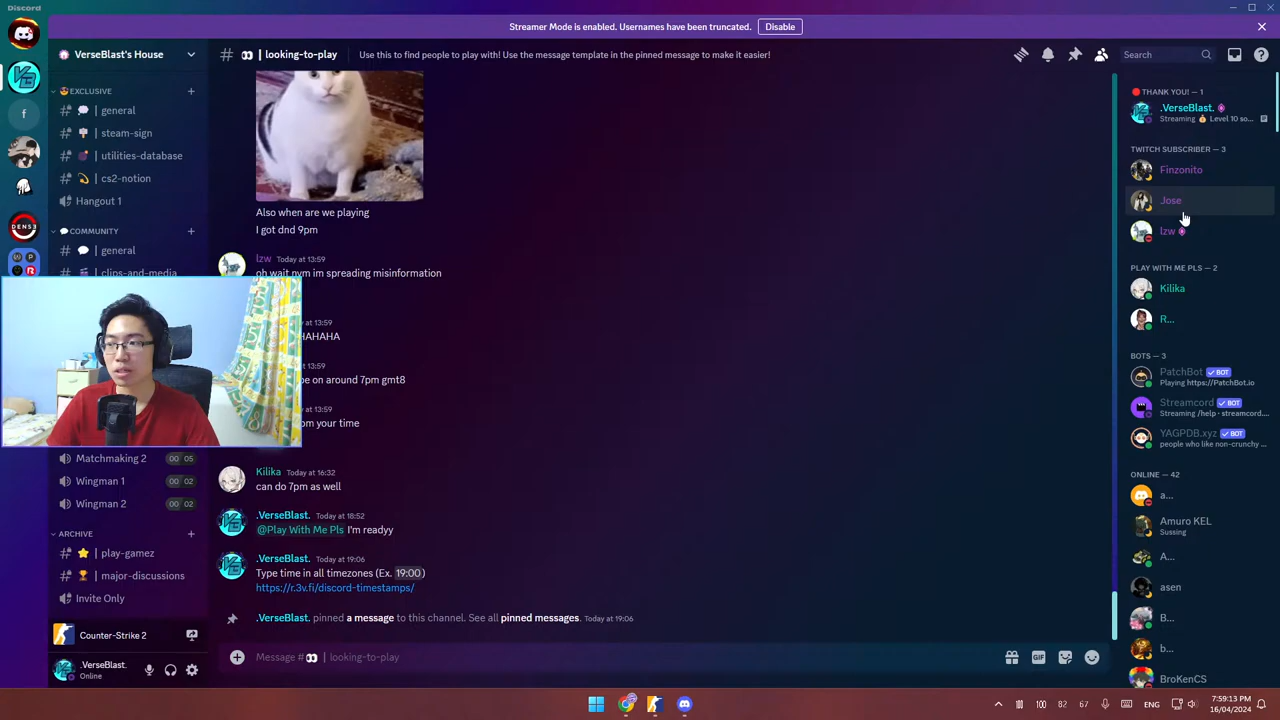 Discord
Streamer Mode is enabled. Usernames have been truncated. Disable
VerseBlast's House
looking-to-play
Use this to find people to play with! Use the message template in the pinned message to make it easier!
Search
EXCLUSIVE
general
steam-sign
utilities-database
cs2-notion
Hangout 1
COMMUNITY
general
clips-and-media
Matchmaking 2 00 05
Wingman 1 00 02
Wingman 2 00 02
ARCHIVE
play-gamez
major-discussions
Invite Only
Counter-Strike 2
.VerseBlast.
Online
f
DENS3
Also when are we playing
I got dnd 9pm
lzw Today at 13:59
oh wait nvm im spreading misinformation
at 13:59
HAHAHA
at 13:59
be on around 7pm gmt8
at 13:59
your time
Kilika Today at 16:32
can do 7pm as well
.VerseBlast. Today at 18:52
@Play With Me Pls I'm readyy
.VerseBlast. Today at 19:06
Type time in all timezones (Ex. 19:00)
https://r.3v.fi/discord-timestamps/
.VerseBlast. pinned a message to this channel. See all pinned messages. Today at 19:06
Message # looking-to-play
GIF
THANK YOU! — 1
.VerseBlast.
Streaming Level 10 so...
TWITCH SUBSCRIBER — 3
Finzonito
Jose
lzw
PLAY WITH ME PLS — 2
Kilika
R...
BOTS — 3
PatchBot BOT
Playing https://PatchBot.io
Streamcord BOT
Streaming /help · streamcord...
YAGPDB.xyz BOT
people who like non-crunchy ...
ONLINE — 42
a...
Amuro KEL
Sussing
A...
asen
B...
b...
BroKenCS
100 82 67 ENG
7:59:13 PM
16/04/2024